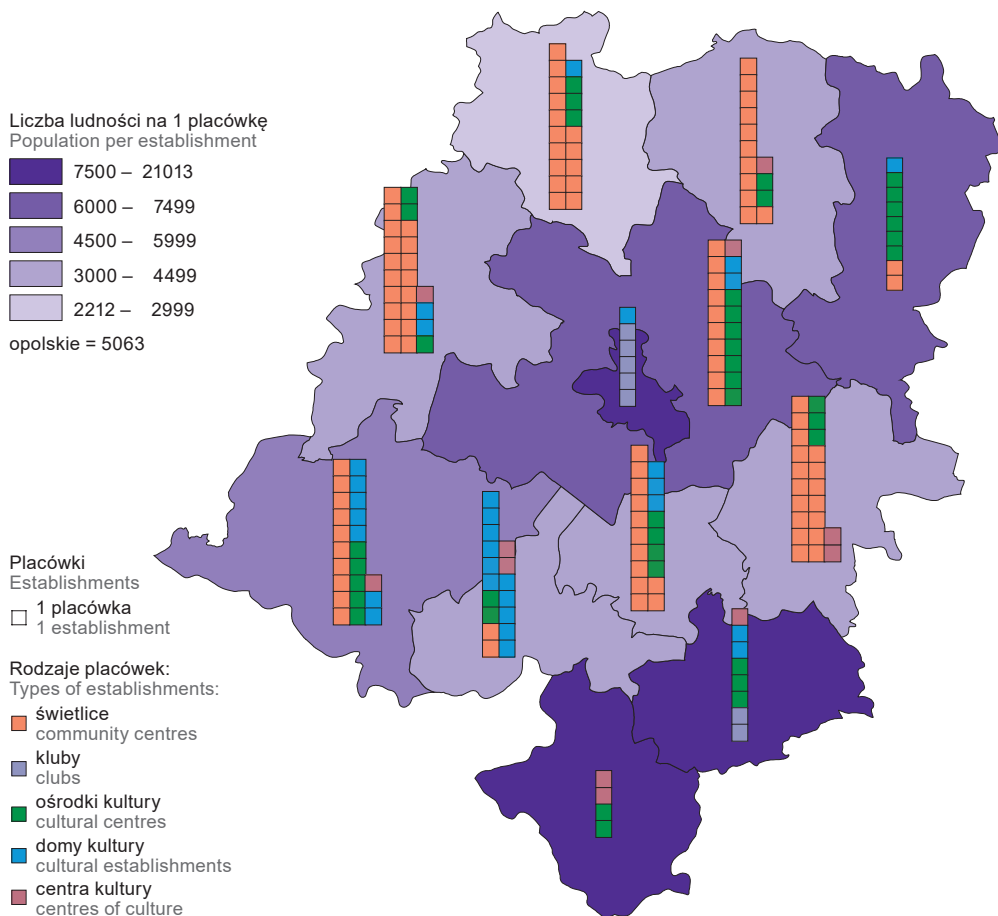 Liczba ludności na 1 placówkę
Population per establishment
7500 – 21013
6000 – 7499
4500 – 5999
3000 – 4499
2212 – 2999
opolskie = 5063
Placówki
Establishments
1 placówka
1 establishment
Rodzaje placówek:
Types of establishments:
świetlice
community centres
kluby
clubs
ośrodki kultury
cultural centres
domy kultury
cultural establishments
centra kultury
centres of culture